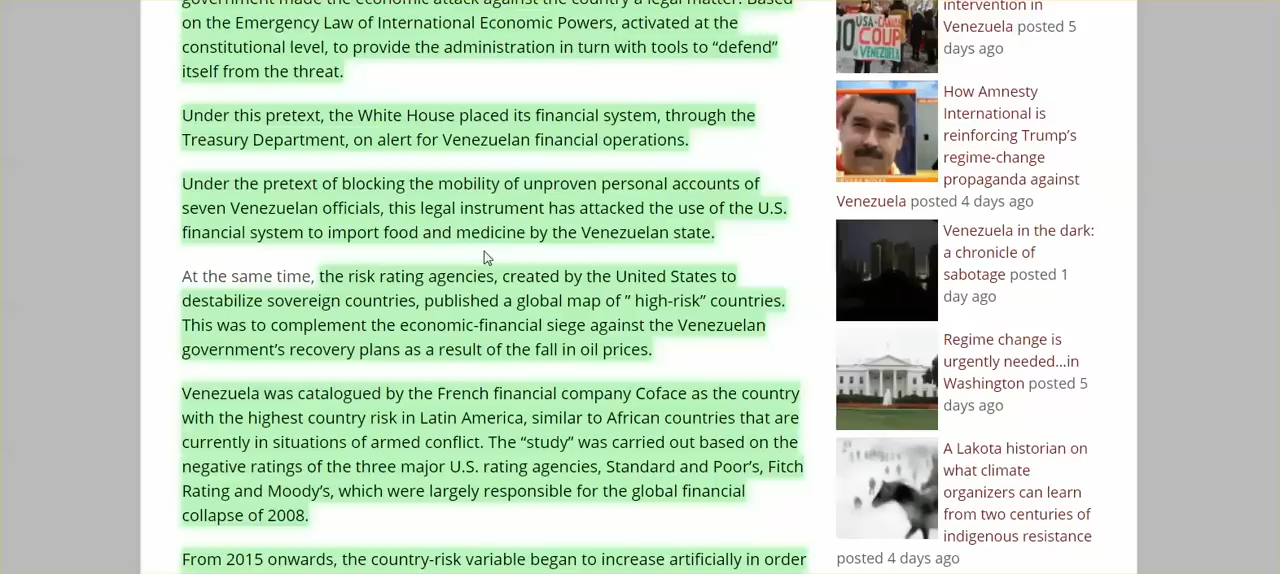 government made the economic attack against the country a legal matter. Based
on the Emergency Law of International Economic Powers, activated at the
constitutional level, to provide the administration in turn with tools to “defend”
itself from the threat.
Under this pretext, the White House placed its financial system, through the
Treasury Department, on alert for Venezuelan financial operations.
Under the pretext of blocking the mobility of unproven personal accounts of
seven Venezuelan officials, this legal instrument has attacked the use of the U.S.
financial system to import food and medicine by the Venezuelan state.
At the same time, the risk rating agencies, created by the United States to
destabilize sovereign countries, published a global map of ” high-risk” countries.
This was to complement the economic-financial siege against the Venezuelan
government’s recovery plans as a result of the fall in oil prices.
Venezuela was catalogued by the French financial company Coface as the country
with the highest country risk in Latin America, similar to African countries that are
currently in situations of armed conflict. The “study” was carried out based on the
negative ratings of the three major U.S. rating agencies, Standard and Poor’s, Fitch
Rating and Moody’s, which were largely responsible for the global financial
collapse of 2008.
From 2015 onwards, the country-risk variable began to increase artificially in order
intervention in
Venezuela posted 5
days ago
USA-CANADA
COUP
VENEZUELA
How Amnesty
International is
reinforcing Trump’s
regime-change
propaganda against
Venezuela posted 4 days ago
Venezuela in the dark:
a chronicle of
sabotage posted 1
day ago
Regime change is
urgently needed…in
Washington posted 5
days ago
A Lakota historian on
what climate
organizers can learn
from two centuries of
indigenous resistance
posted 4 days ago